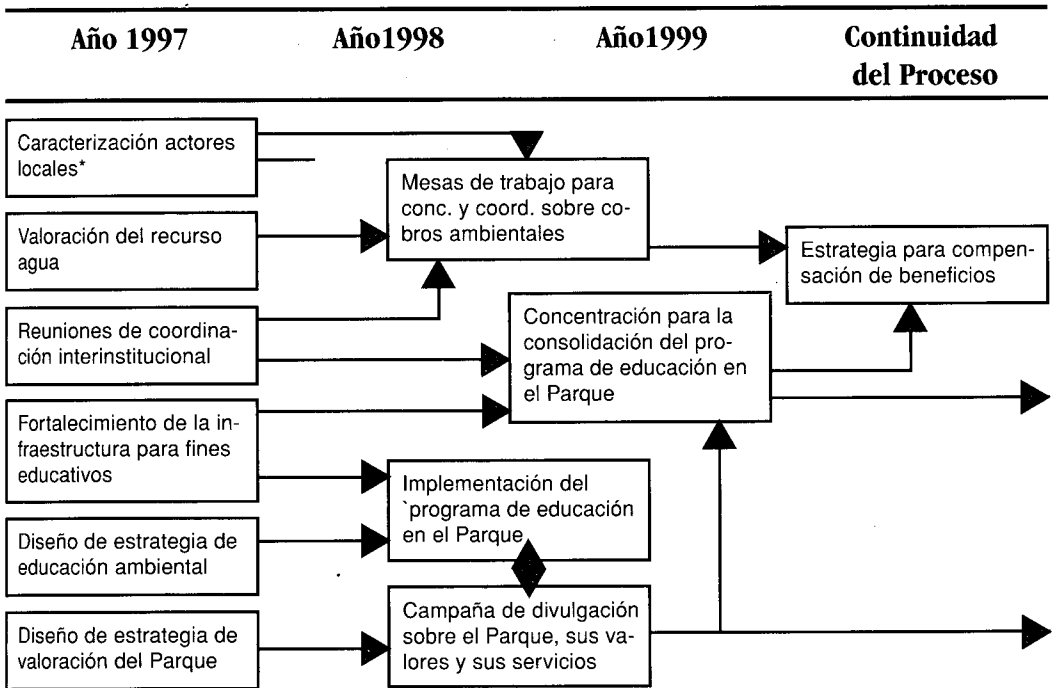 Año 1997
Año1998
Año1999
Continuidad
del Proceso
Caracterización actores
locales*
Valoración del recurso
agua
Reuniones de coordina-
ción interinstitucional
Fortalecimiento de la in-
fraestructura para fines
educativos
Diseño de estrategia de
educación ambiental
Diseño de estrategia de
valoración del Parque
Mesas de trabajo para
conc. y coord. sobre co-
bros ambientales
Implementación del
`programa de educación
en el Parque
Campaña de divulgación
sobre el Parque, sus va-
lores y sus servicios
Concentración para la
consolidación del pro-
grama de educación en
el Parque
Estrategia para compen-
sación de beneficios